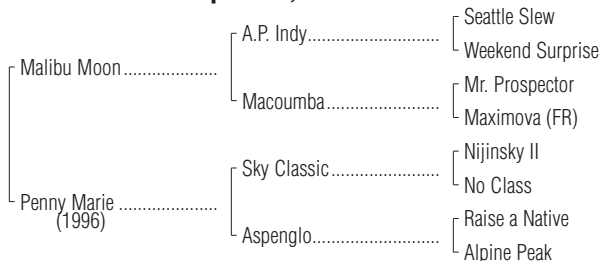 Seattle Slew
A.P. Indy
Weekend Surprise
Malibu Moon
Mr. Prospector
Macoumba
Maximova (FR)
Nijinsky II
Sky Classic
No Class
Penny Marie
(1996)
Raise a Native
Aspenglo
Alpine Peak